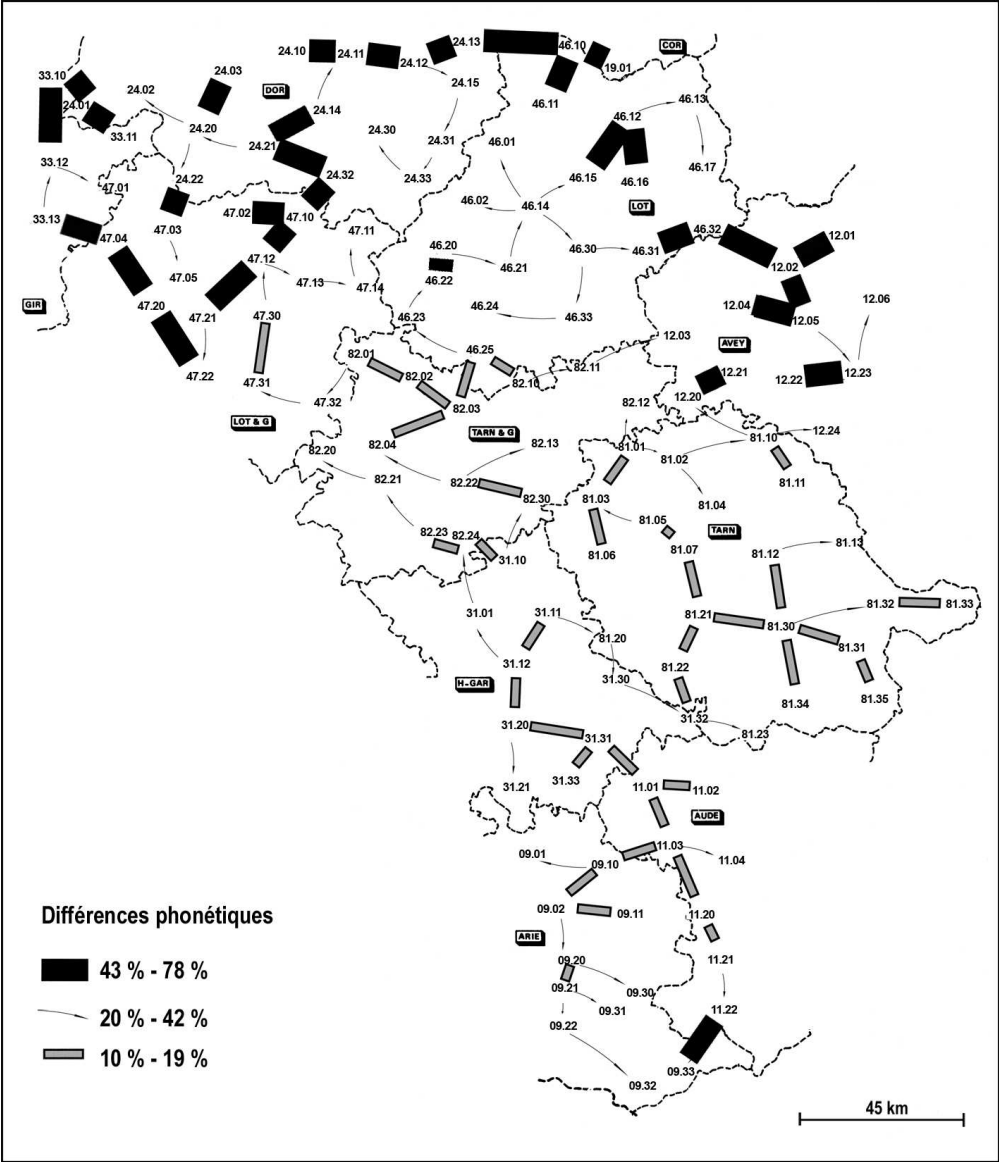 24.13 46.10 COR
24.10 24.11 24.12 19.01
33.10 24.03 24.15
24.02 DOR 46.11 46.13
24.01 24.14 46.12
33.11 24.20 24.30
24.21 24.31 46.01
33.12 24.32 24.33 46.15 46.16 46.17
47.01 24.22
46.02 46.14 LOT
33.13 47.02 47.10
47.04 47.03 47.11 46.32 12.01
46.20 46.30 46.31
47.12 46.21 12.02
47.05 47.13 47.14 46.22
GIR 47.20 47.21 47.30 46.24 12.04 12.06
46.23 46.33 12.05
12.03 AVEY
47.22 82.01 46.25
47.31 82.02 82.10 82.11 12.21 12.22 12.23
47.32 82.03 82.12 12.20
LOT & G TARN & G
82.04 82.13 81.10 12.24
82.20 81.01 81.02
82.21 82.22 81.11
82.30 81.03 81.04
81.05 TARN
82.23 82.24
31.10 81.06 81.07 81.12 81.13
31.01 31.11 81.21 81.32 81.33
81.30
81.20 81.31
31.12 81.22
H-GAR 31.30
81.34 81.35
31.20 31.32
31.31 81.23
31.21 31.33 11.01 11.02
AUDE
09.01 11.03
09.10 11.04
09.02 09.11 11.20
ARIE
09.20 11.21
09.21 09.30
09.31 11.22
09.22
09.33
09.32
Différences phonétiques
43 % - 78 %
20 % - 42 %
10 % - 19 %
45 km